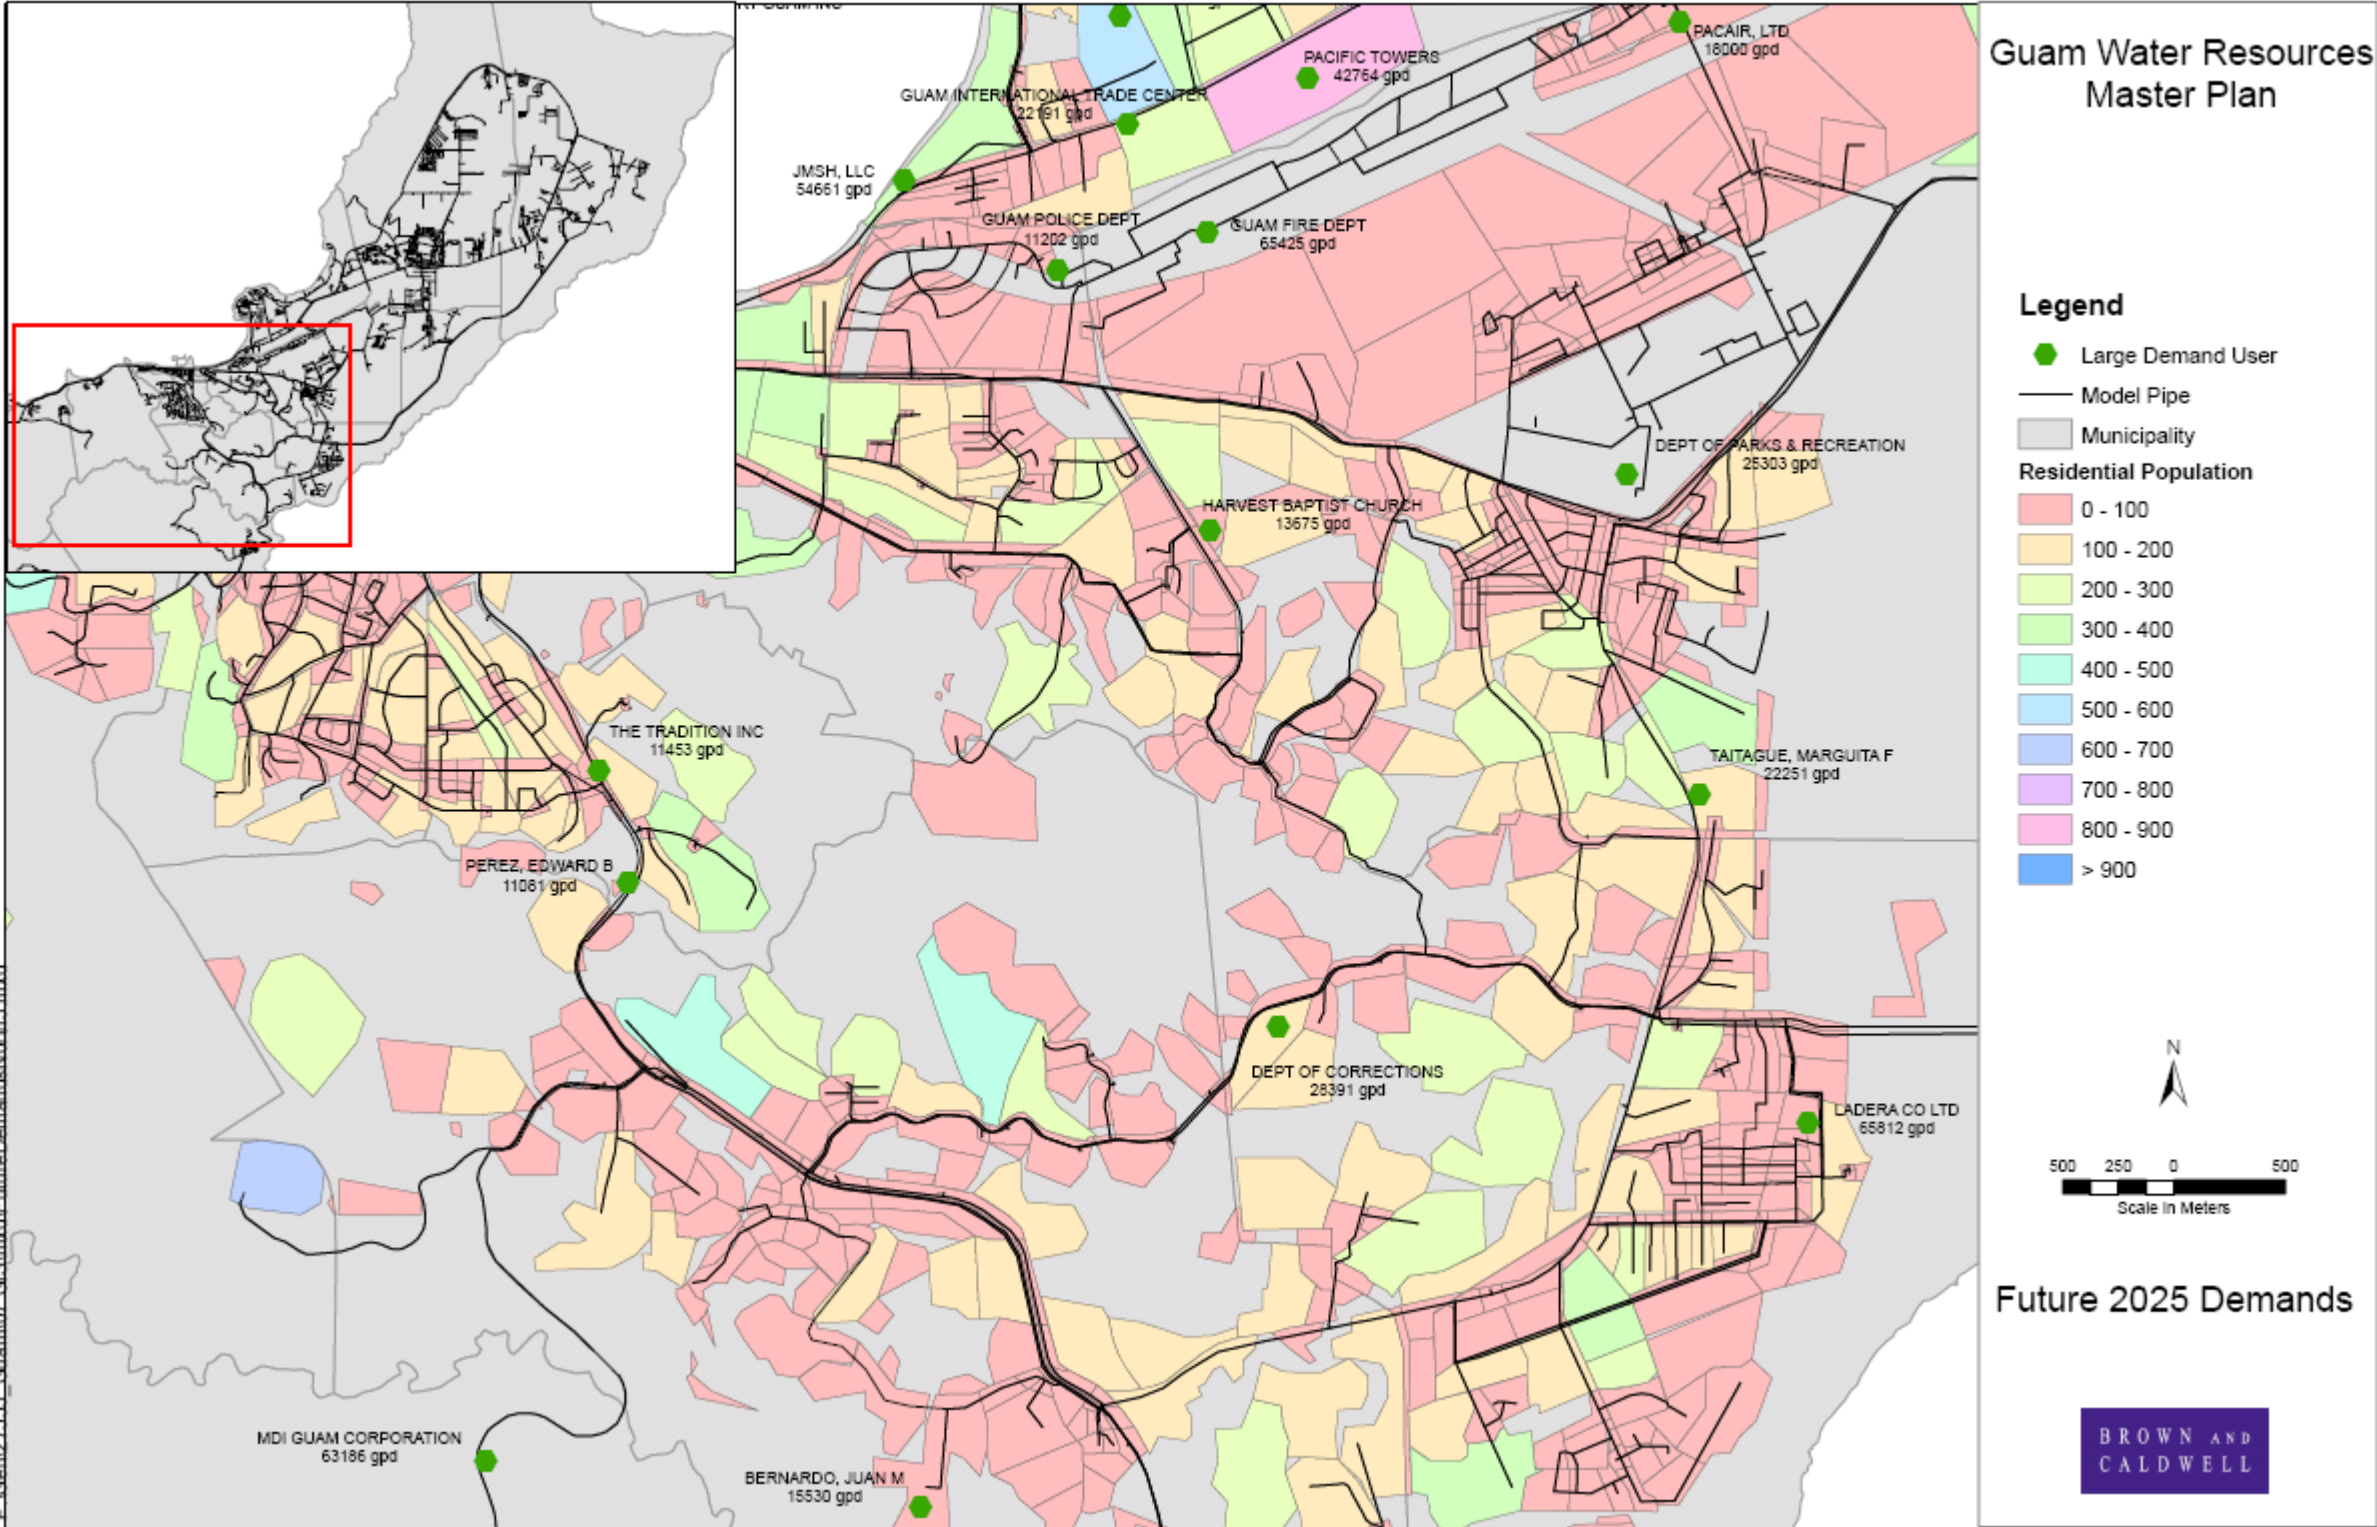 PACIFIC TOWERS
42764 gpd
PACAIR, LTD
18000 gpd
GUAM INTERNATIONAL TRADE CENTER
22191 gpd
JMSH, LLC
54661 gpd
GUAM POLICE DEPT
11202 gpd
GUAM FIRE DEPT
65425 gpd
DEPT OF PARKS & RECREATION
25303 gpd
HARVEST BAPTIST CHURCH
13675 gpd
THE TRADITION INC
11453 gpd
TAITAGUE, MARGUITA F
22251 gpd
PEREZ, EDWARD B
11081 gpd
DEPT OF CORRECTIONS
28391 gpd
LADERA CO LTD
65812 gpd
MDI GUAM CORPORATION
63186 gpd
BERNARDO, JUAN M
15530 gpd
Guam Water Resources
Master Plan
Legend
Large Demand User
Model Pipe
Municipality
Residential Population
0 - 100
100 - 200
200 - 300
300 - 400
400 - 500
500 - 600
600 - 700
700 - 800
800 - 900
> 900
N
500 250 0 500
Scale in Meters
Future 2025 Demands
BROWN AND
CALDWELL